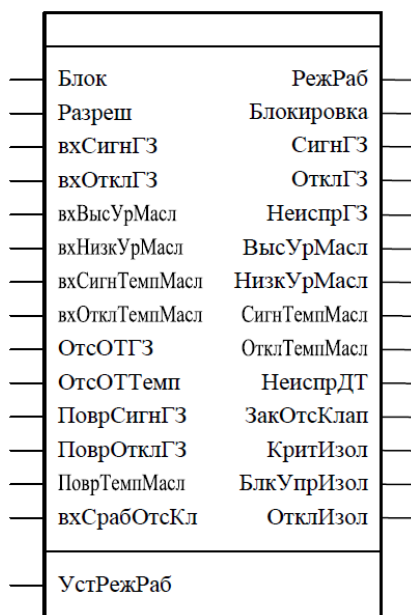 Блок РежРаб
Разреш Блокировка
вхСигнГЗ СигнГЗ
вхОтклГЗ ОтклГЗ
вхВысУрМасл НеиспрГЗ
вхНизкУрМасл ВысУрМасл
вхСигнТемпМасл НизкУрМасл
вхОтклТемпМасл СигнТемпМасл
ОтсОТГЗ ОтклТемпМасл
ОтсОТТемп НеиспрДТ
ПоврСигнГЗ ЗакОтсКлап
ПоврОтклГЗ КритИзол
ПоврТемпМасл БлкУпрИзол
вхСрабОтсКл ОтклИзол
УстРежРаб